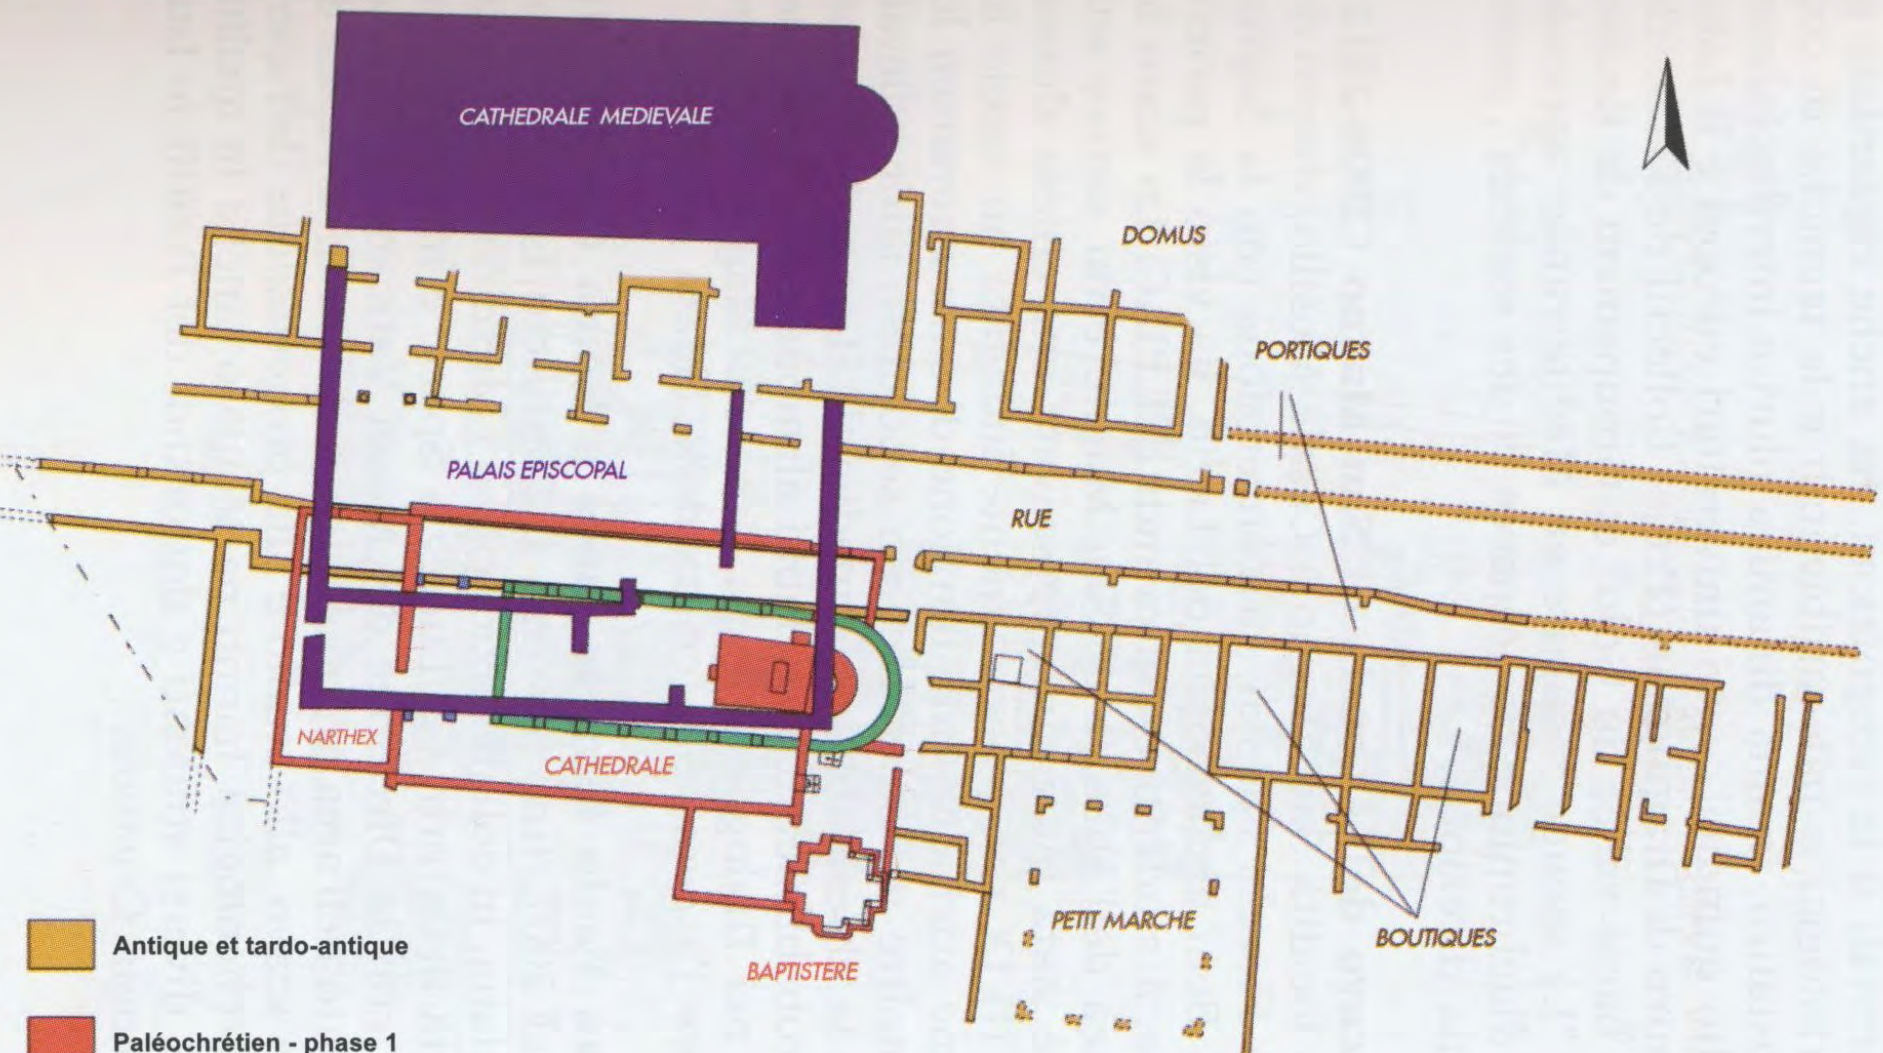 CATHEDRALE MEDIEVALE
DOMUS
PORTIQUES
PALAIS EPISCOPAL
RUE
NARTHEX
CATHEDRALE
PETIT MARCHE
BOUTIQUES
BAPTISTERE
Antique et tardo-antique
Paléochrétien - phase 1